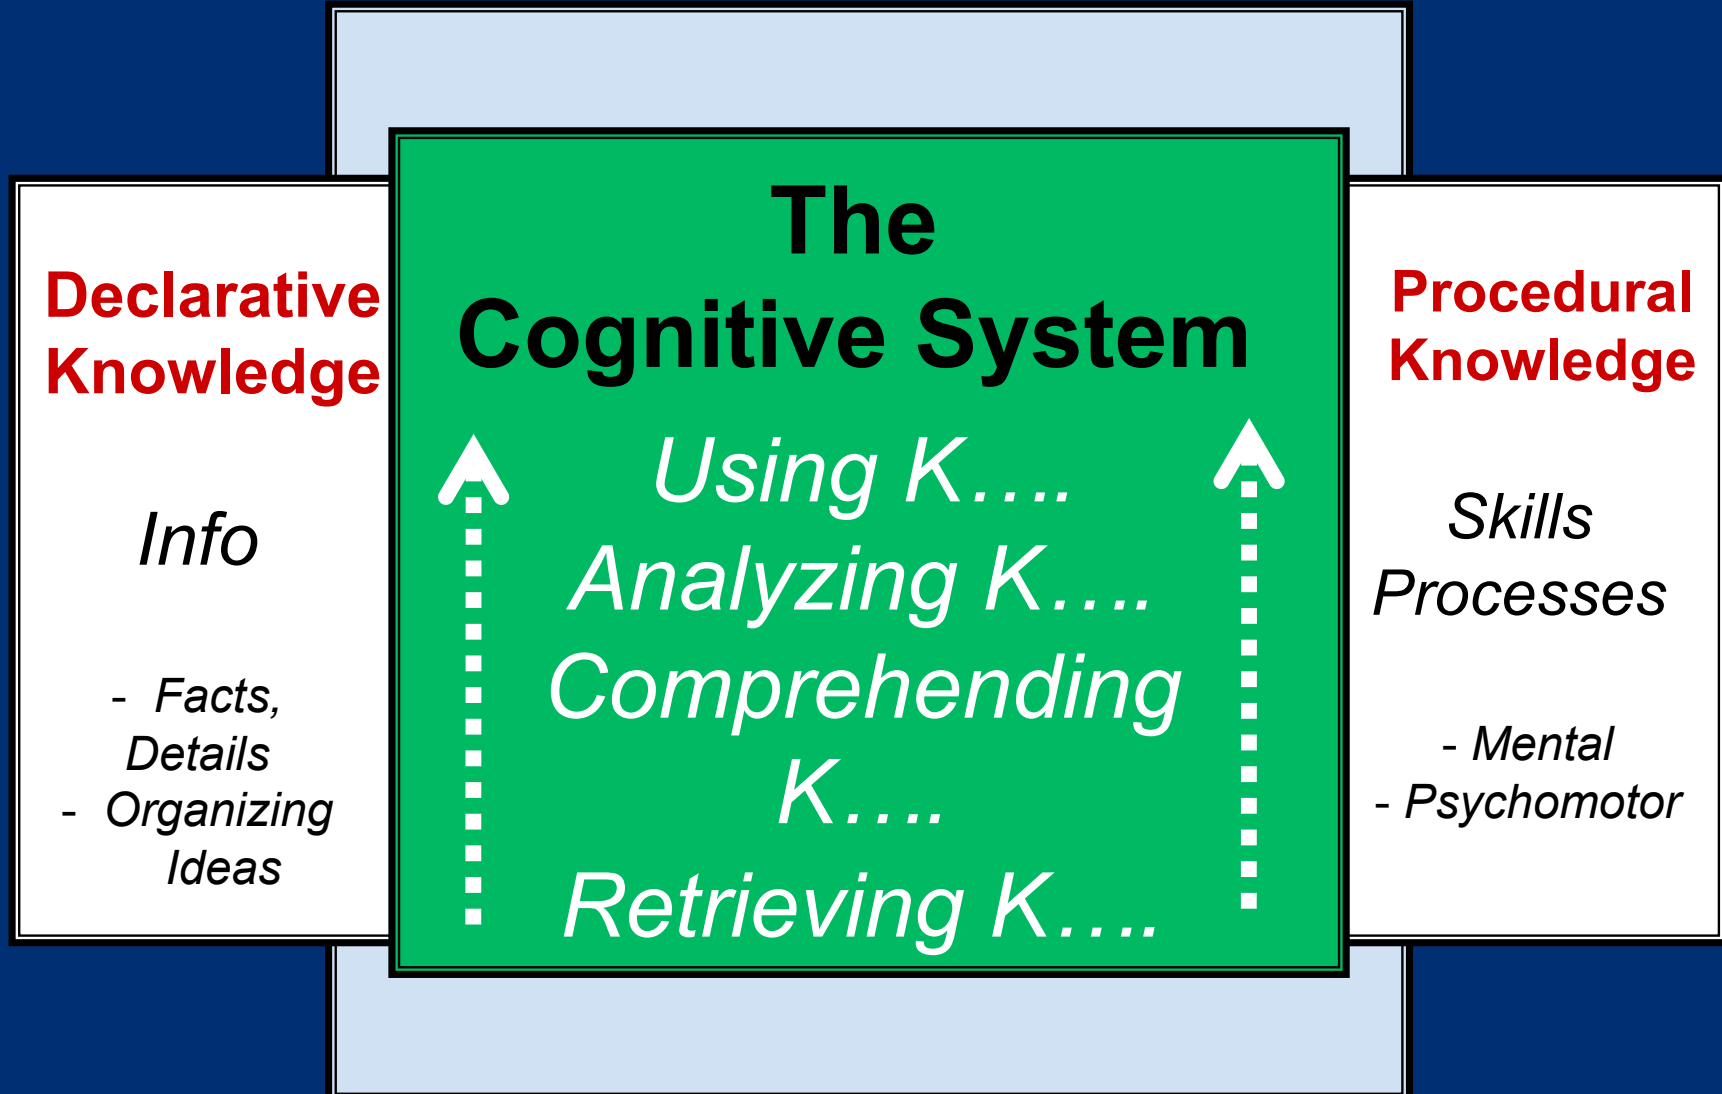 Declarative
Knowledge
Info
- Facts,
Details
- Organizing
Ideas
The
Cognitive System
Using K….
Analyzing K….
Comprehending
K….
Retrieving K….
Procedural
Knowledge
Skills
Processes
- Mental
- Psychomotor